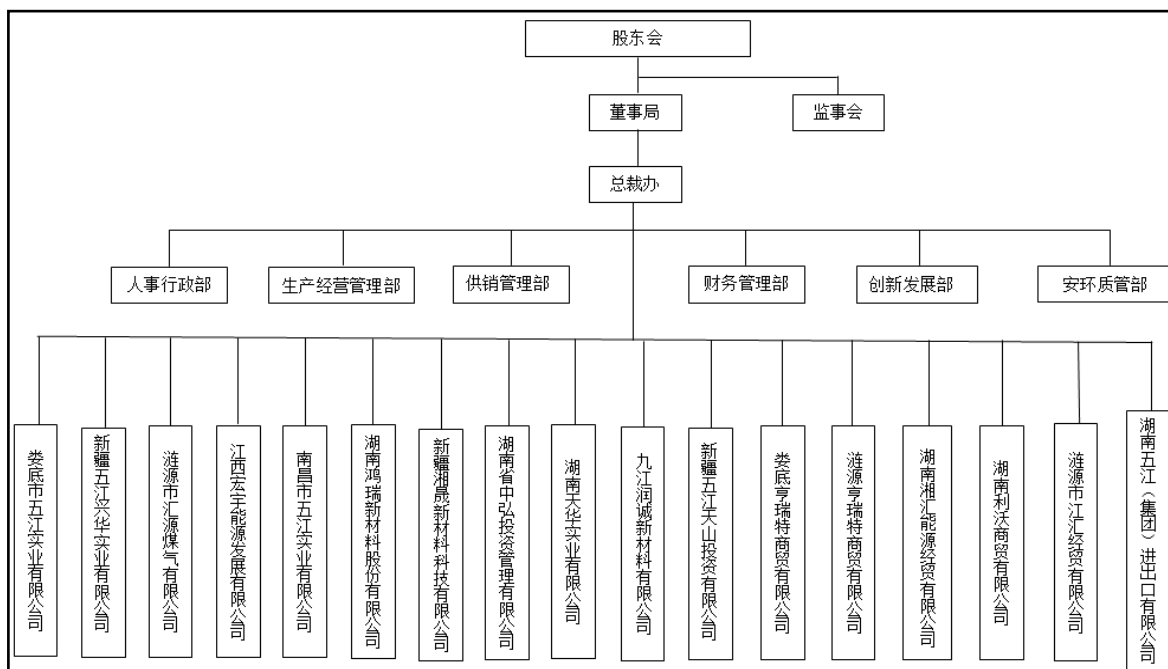 股东会
董事局
监事会
总裁办
人事行政部
生产经营管理部
供销管理部
财务管理部
创新发展部
安环质管部
娄底市五江实业有限公司
新疆五江兴华实业有限公司
涟源市汇源煤气有限公司
江西宏宇能源发展有限公司
南昌市五江实业有限公司
湖南鸿瑞新材料股份有限公司
新疆湘晟新材料科技有限公司
湖南省中弘投资管理有限公司
湖南天华实业有限公司
九江润诚新材料有限公司
新疆五江天山投资有限公司
娄底亨瑞特商贸有限公司
涟源亨瑞特商贸有限公司
湖南湘汇能源经贸有限公司
湖南利沃商贸有限公司
涟源市江汇经贸有限公司
湖南五江（集团）进出口有限公司